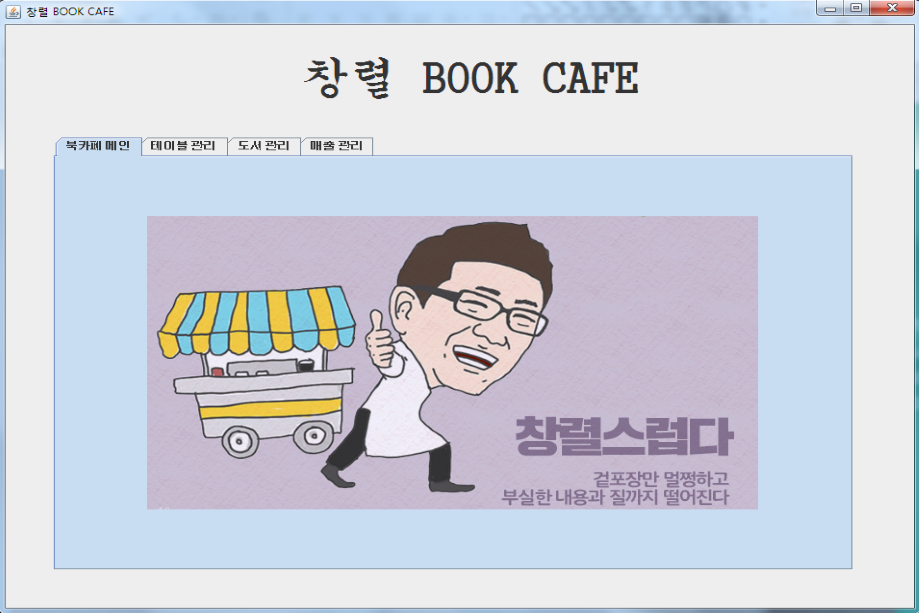 창렬 BOOK CAFE
창렬 BOOK CAFE
북카페 메인 테이블 관리 도서 관리 매출 관리
창렬스럽다
겉포장만 멀쩡하고
부실한 내용과 질까지 떨어진다